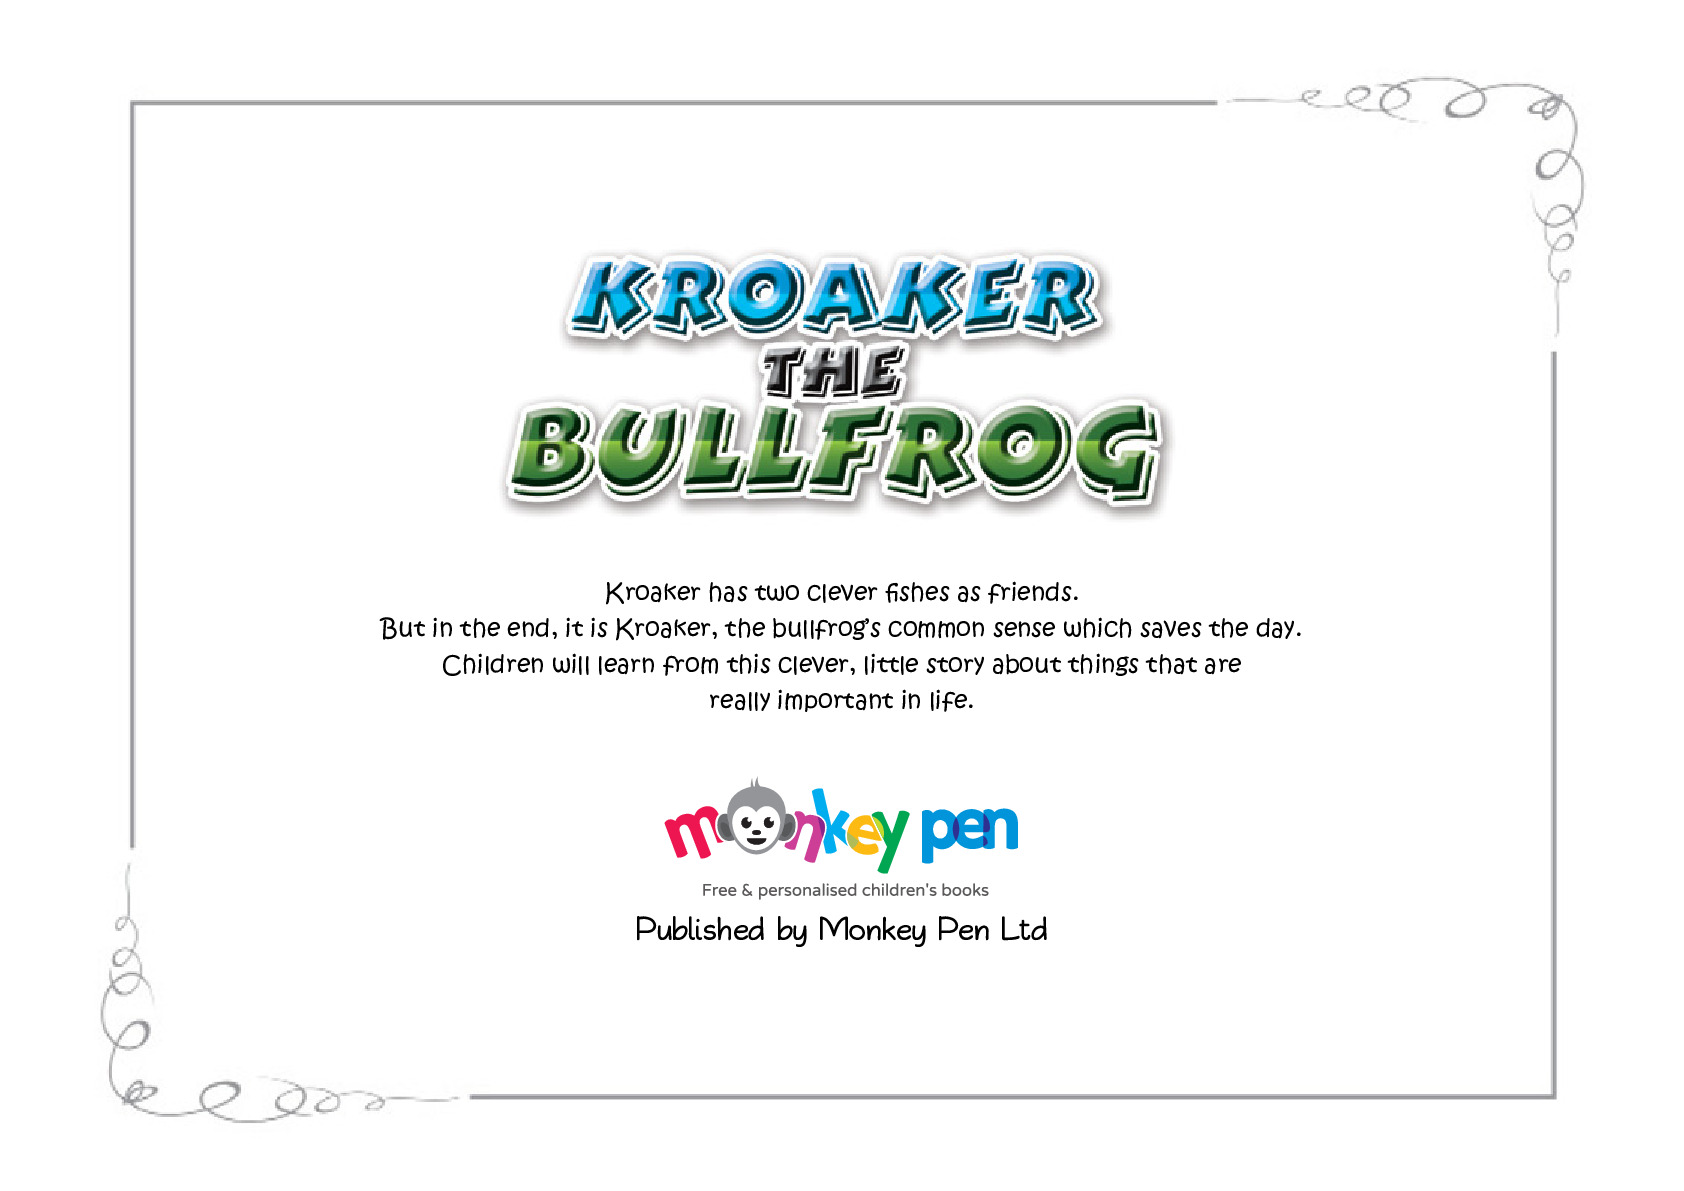 KROAKER
THE
BULLFROG
Kroaker has two clever fishes as friends.
But in the end, it is Kroaker, the bullfrog's common sense which saves the day.
Children will learn from this clever, little story about things that are
really important in life.
monkey pen
Free & personalised children's books
Published by Monkey Pen Ltd